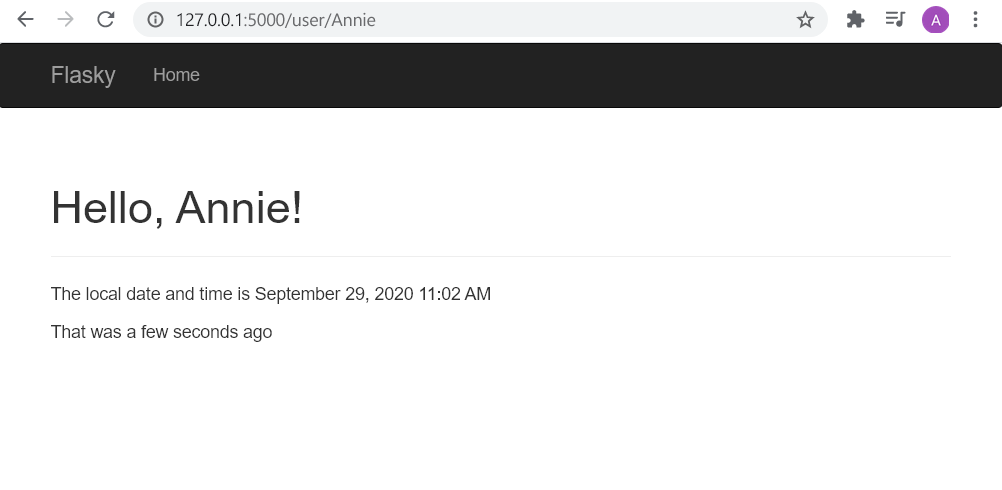 127.0.0.1:5000/user/Annie
A
Flasky Home
Hello, Annie!
The local date and time is September 29, 2020 11:02 AM
That was a few seconds ago